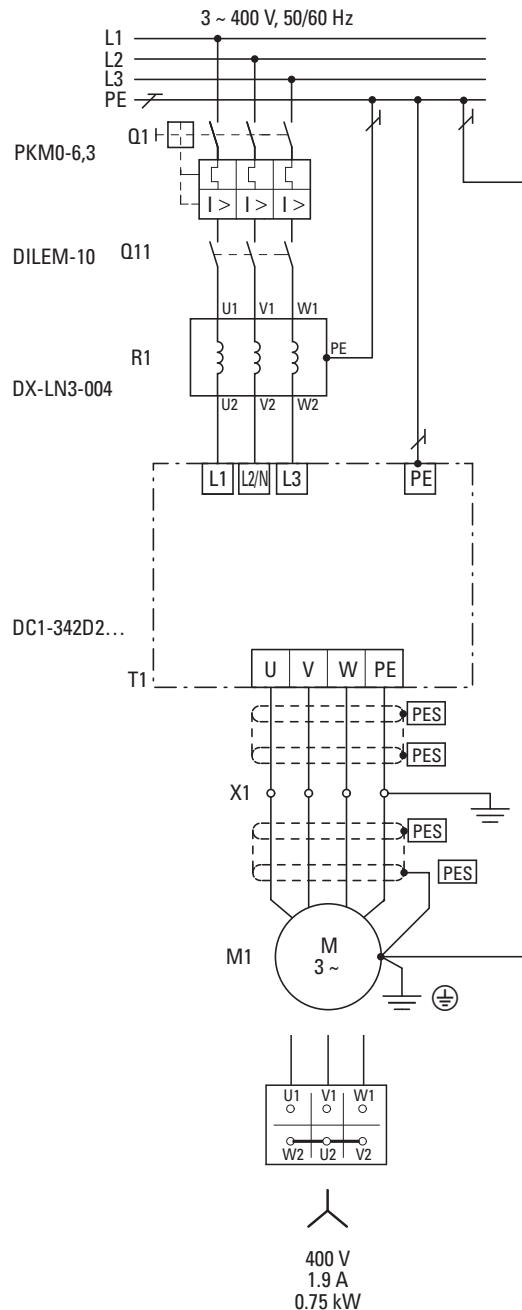 3 ~ 400 V, 50/60 Hz
L1
L2
L3
PE
Q1
PKM0-6,3
I > I > I >
DILEM-10 Q11
U1 V1 W1
R1 PE
DX-LN3-004
U2 V2 W2
L1 L2/N L3 PE
DC1-342D2...
T1
U V W PE
PES
PES
X1
PES
PES
M1
M
3 ~
U1 V1 W1
W2 U2 V2
400 V
1.9 A
0.75 kW